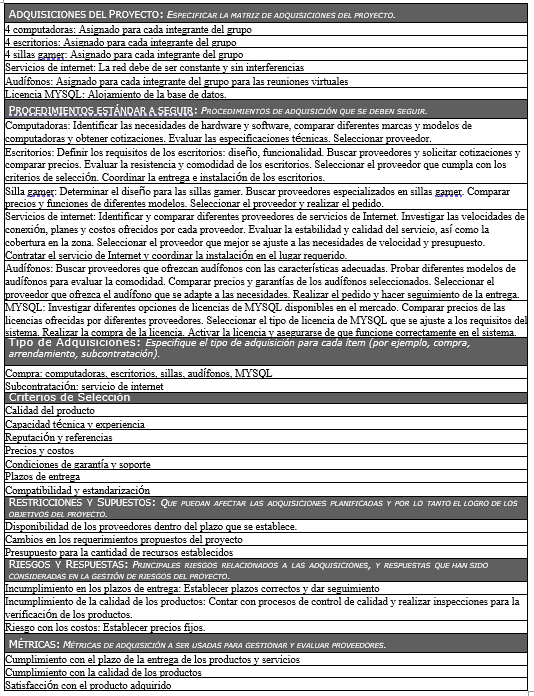 ADQUISICIONES DEL PROYECTO: ESPECIFICAR LA MATRIZ DE ADQUISICIONES DEL PROYECTO.
4 computadoras: Asignado para cada integrante del grupo
4 escritorios: Asignado para cada integrante del grupo
4 sillas gamer: Asignado para cada integrante del grupo
Servicios de internet: La red debe de ser constante y sin interferencias
Audífonos: Asignado para cada integrante del grupo para las reuniones virtuales
Licencia MYSQL: Alojamiento de la base de datos.
PROCEDIMIENTOS ESTÁNDAR A SEGUIR: PROCEDIMIENTOS DE ADQUISICIÓN QUE SE DEBEN SEGUIR.
Computadoras: Identificar las necesidades de hardware y software, comparar diferentes marcas y modelos de
computadoras y obtener cotizaciones. Evaluar las especificaciones técnicas. Seleccionar proveedor.
Escritorios: Definir los requisitos de los escritorios: diseño, funcionalidad. Buscar proveedores y solicitar cotizaciones y
comparar precios. Evaluar la resistencia y comodidad de los escritorios. Seleccionar el proveedor que cumpla con los
criterios de selección. Coordinar la entrega e instalación de los escritorios.
Silla gamer: Determinar el diseño para las sillas gamer. Buscar proveedores especializados en sillas gamer. Comparar
precios y funciones de diferentes modelos. Seleccionar el proveedor y realizar el pedido.
Servicios de internet: Identificar y comparar diferentes proveedores de servicios de Internet. Investigar las velocidades de
conexión, planes y costos ofrecidos por cada proveedor. Evaluar la estabilidad y calidad del servicio, así como la
cobertura en la zona. Seleccionar el proveedor que mejor se ajuste a las necesidades de velocidad y presupuesto.
Contratar el servicio de Internet y coordinar la instalación en el lugar requerido.
Audífonos: Buscar proveedores que ofrezcan audífonos con las características adecuadas. Probar diferentes modelos de
audífonos para evaluar la comodidad. Comparar precios y garantías de los audífonos seleccionados. Seleccionar el
proveedor que ofrezca el audífono que se adapte a las necesidades. Realizar el pedido y hacer seguimiento de la entrega.
MYSQL: Investigar diferentes opciones de licencias de MYSQL disponibles en el mercado. Comparar precios de las
licencias ofrecidas por diferentes proveedores. Seleccionar el tipo de licencia de MYSQL que se ajuste a los requisitos del
sistema. Realizar la compra de la licencia. Activar la licencia y asegurarse de que funcione correctamente en el sistema.
Tipo de Adquisiciones: Especifique el tipo de adquisición para cada ítem (por ejemplo, compra,
arrendamiento, subcontratación).
Compra: computadoras, escritorios, sillas, audífonos, MYSQL
Subcontratación: servicio de internet
Criterios de Selección
Calidad del producto
Capacidad técnica y experiencia
Reputación y referencias
Precios y costos
Condiciones de garantía y soporte
Plazos de entrega
Compatibilidad y estandarización
RESTRICCIONES Y SUPUESTOS: QUE PUEDAN AFECTAR LAS ADQUISICIONES PLANIFICADAS Y POR LO TANTO EL LOGRO DE LOS
OBJETIVOS DEL PROYECTO.
Disponibilidad de los proveedores dentro del plazo que se establece.
Cambios en los requerimientos propuestos del proyecto
Presupuesto para la cantidad de recursos establecidos
RIESGOS Y RESPUESTAS: PRINCIPALES RIESGOS RELACIONADOS A LAS ADQUISICIONES, Y RESPUESTAS QUE HAN SIDO
CONSIDERADAS EN LA GESTIÓN DE RIESGOS DEL PROYECTO.
Incumplimiento en los plazos de entrega: Establecer plazos correctos y dar seguimiento
Incumplimiento de la calidad de los productos: Contar con procesos de control de calidad y realizar inspecciones para la
verificación de los productos.
Riesgo con los costos: Establecer precios fijos.
MÉTRICAS: MÉTRICAS DE ADQUISICIÓN A SER USADAS PARA GESTIONAR Y EVALUAR PROVEEDORES.
Cumplimiento con el plazo de la entrega de los productos y servicios
Cumplimiento con la calidad de los productos
Satisfacción con el producto adquirido